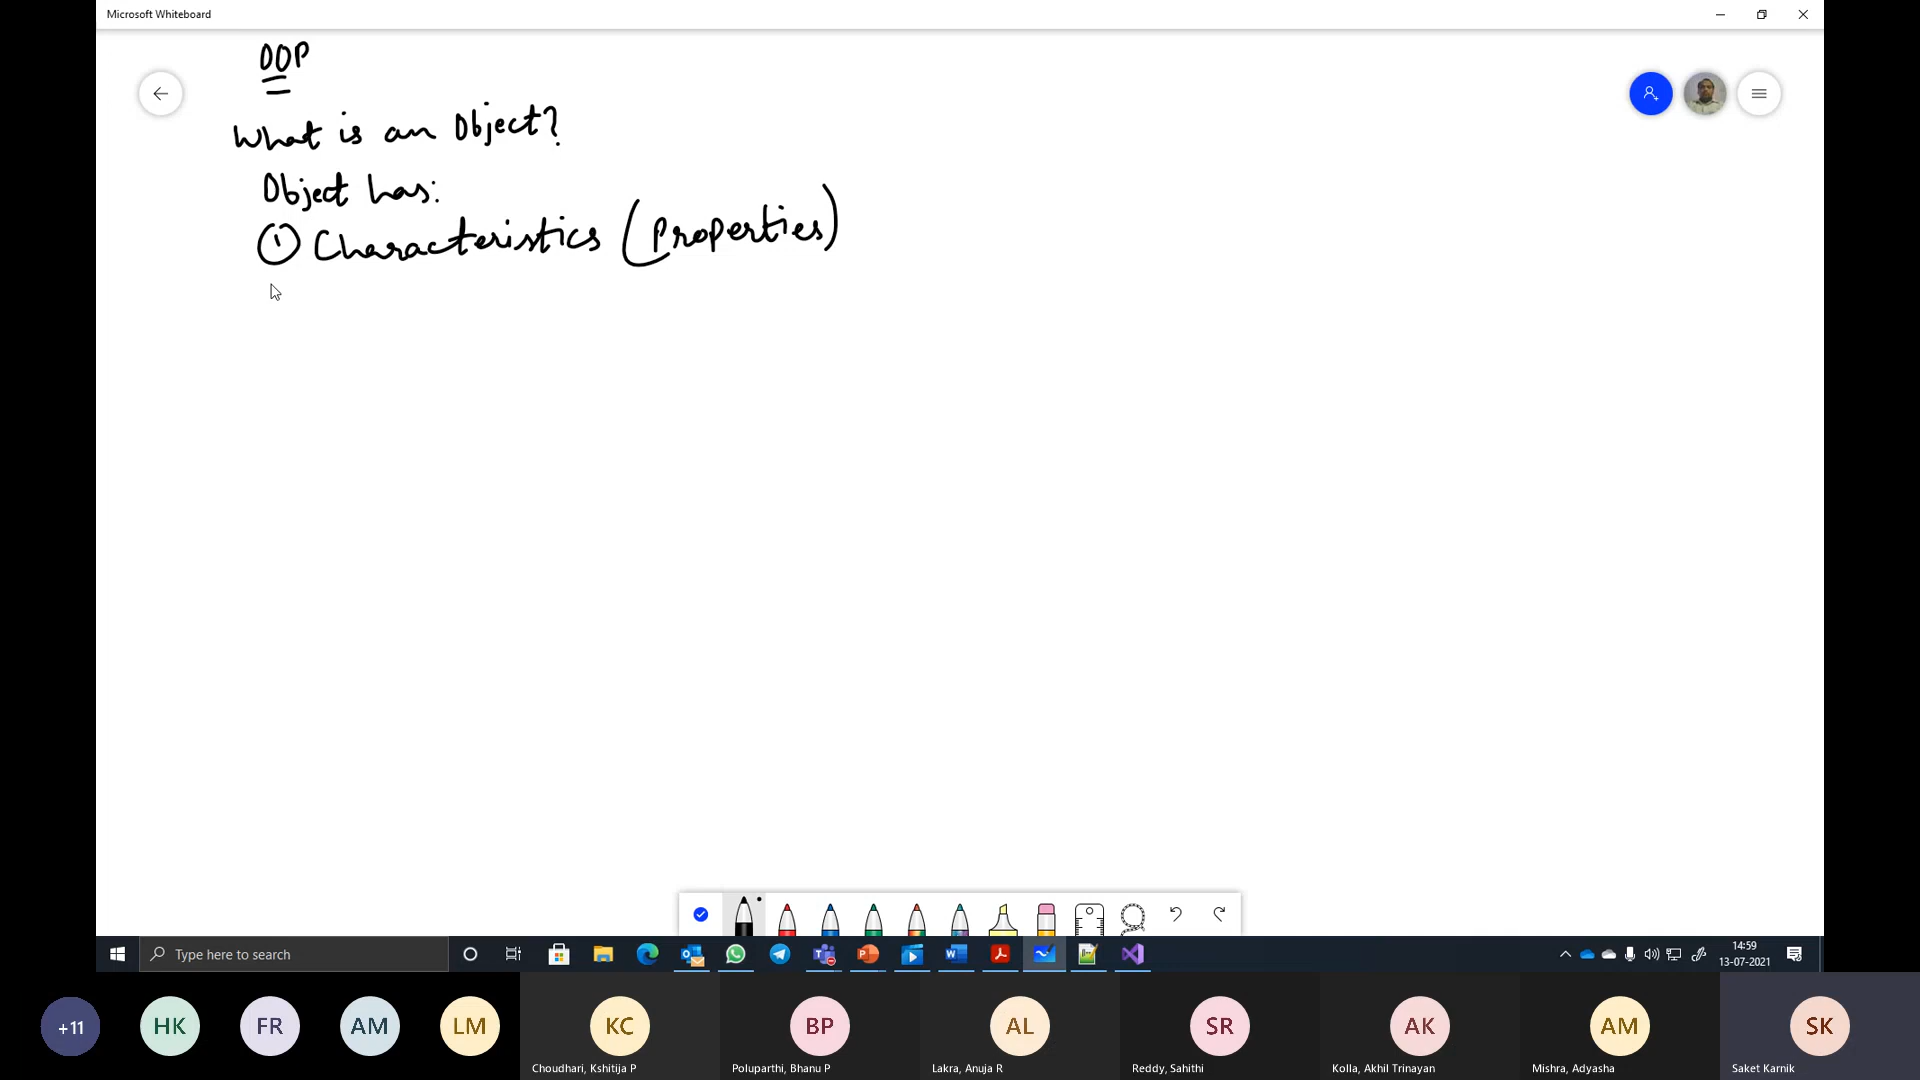 Microsoft Whiteboard
OOP
What is an Object?
Object has:
① Characteristics (Properties)
Type here to search
14:59
13-07-2021
+11
HK
FR
AM
LM
KC
BP
AL
SR
AK
AM
SK
Choudhari, Kshitija P
Poluparthi, Bhanu P
Lakra, Anuja R
Reddy, Sahithi
Kolla, Akhil Trinayan
Mishra, Adyasha
Saket Karnik